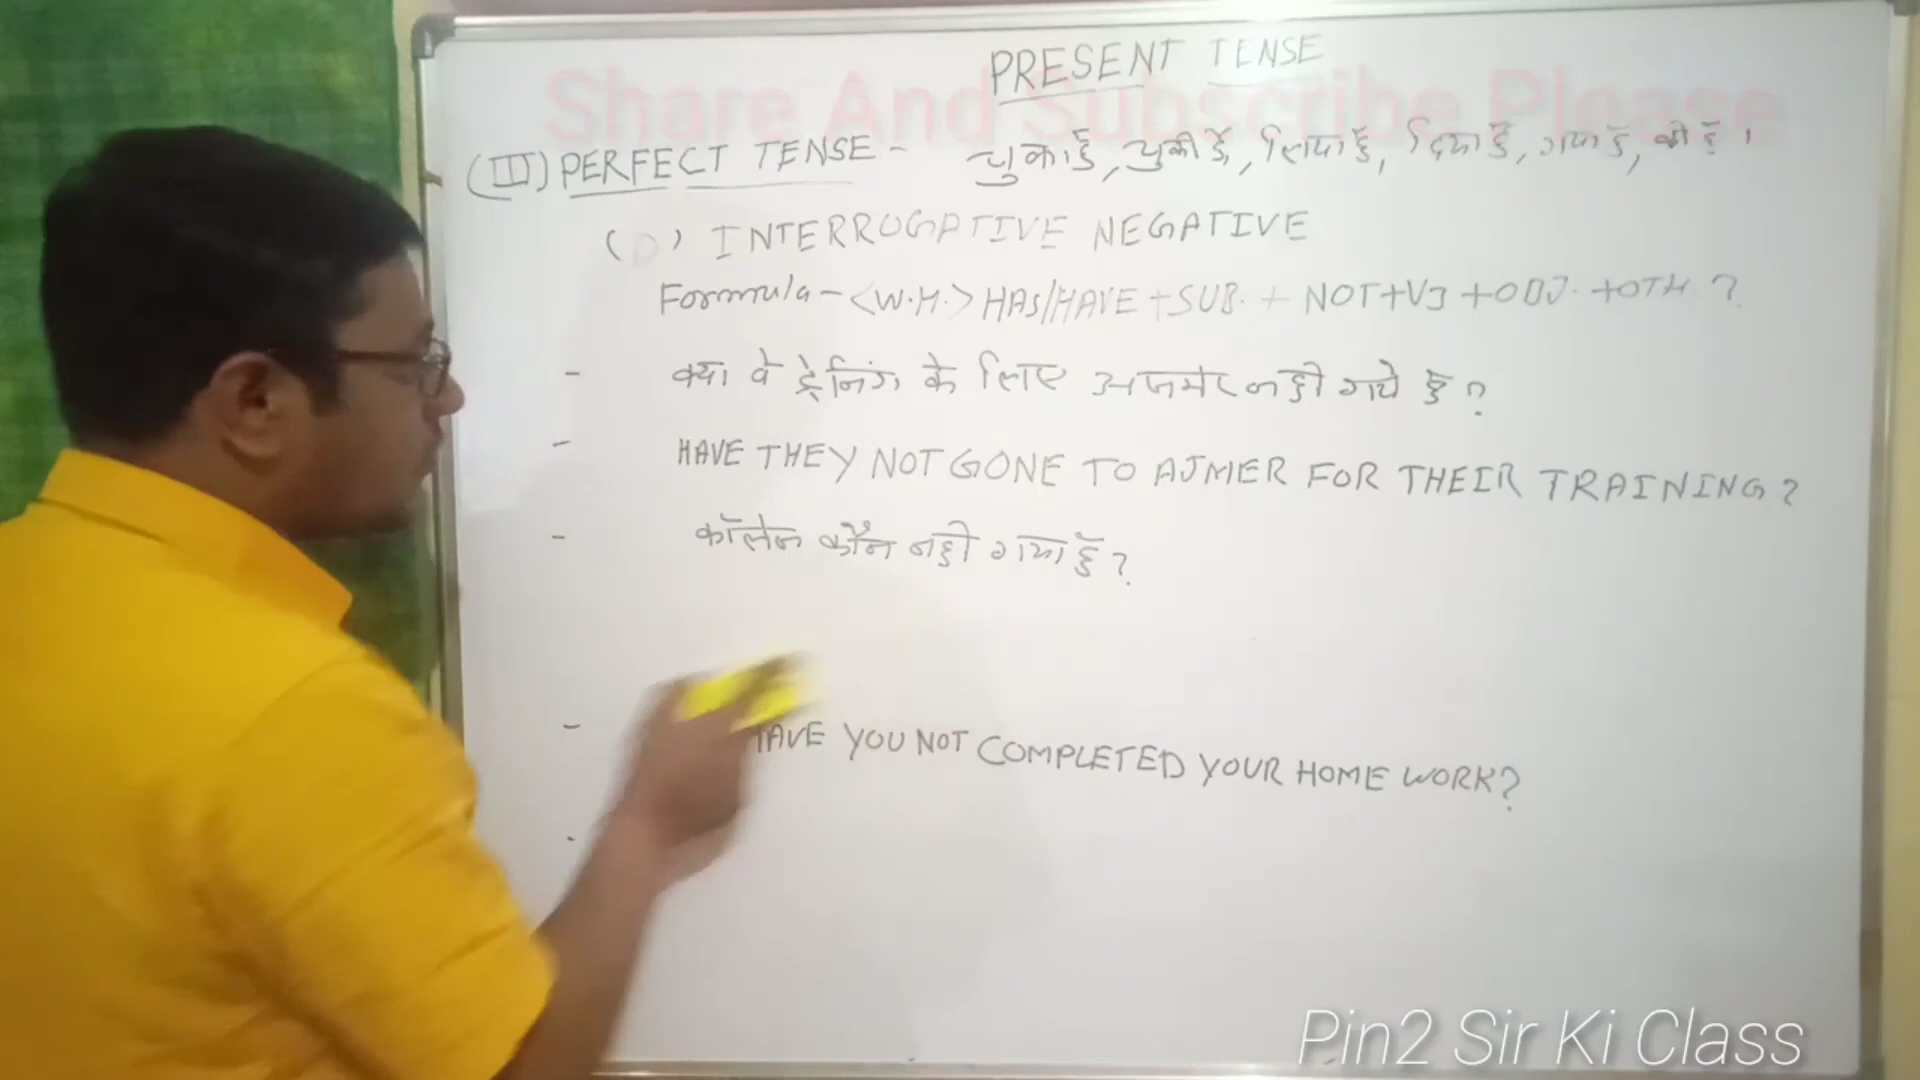 PRESENT TENSE
Share And Subscribe Please
(III) PERFECT TENSE - चुका है, चुकी है, लिया है, दिया है, गया है, की है।
(D) INTERROGATIVE NEGATIVE
Formula - <W.H.> HAS/HAVE + SUB. + NOT + V3 + OBJ. + OTH. ?
- क्या वे ट्रेनिंग के लिए अजमेर नही गये है ?
- HAVE THEY NOT GONE TO AJMER FOR THEIR TRAINING ?
- कॉलेज कौन नही गया है ?
- HAVE YOU NOT COMPLETED YOUR HOME WORK ?
Pin2 Sir Ki Class